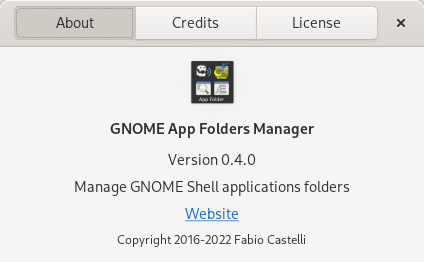 About Credits License
App Folder
GNOME App Folders Manager
Version 0.4.0
Manage GNOME Shell applications folders
Website
Copyright 2016-2022 Fabio Castelli